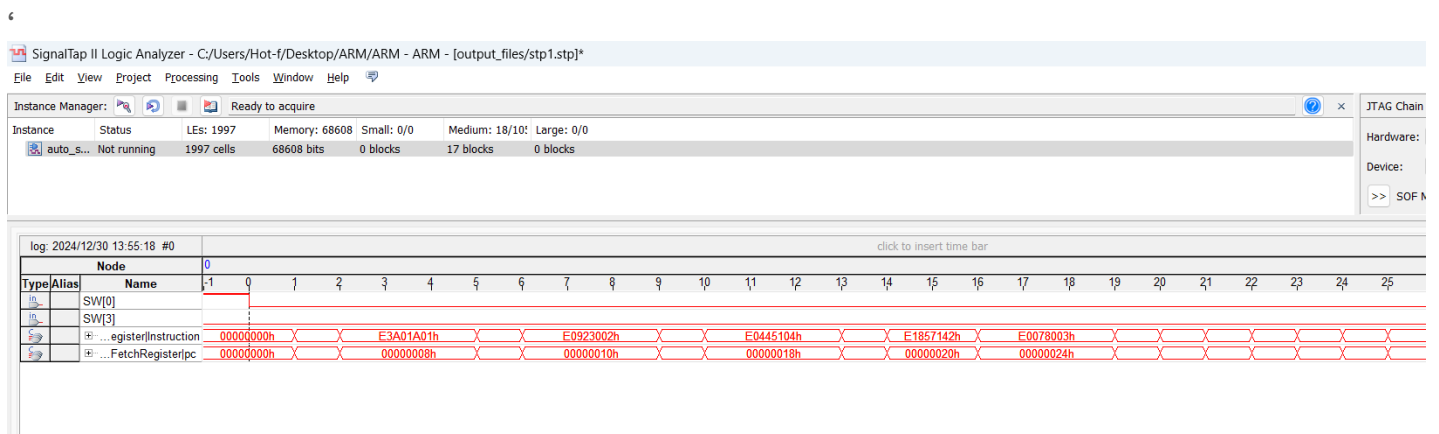 ‘
SignalTap II Logic Analyzer - C:/Users/Hot-f/Desktop/ARM/ARM - ARM - [output_files/stp1.stp]*
File Edit View Project Processing Tools Window Help
Instance Manager: Ready to acquire
JTAG Chain
Instance Status LEs: 1997 Memory: 68608 Small: 0/0 Medium: 18/10 Large: 0/0
Hardware:
auto_s... Not running 1997 cells 68608 bits 0 blocks 17 blocks 0 blocks
Device:
>> SOF M
log: 2024/12/30 13:55:18 #0 click to insert time bar
Node 0
Type Alias Name -1 0 1 2 3 4 5 6 7 8 9 10 11 12 13 14 15 16 17 18 19 20 21 22 23 24 25
in SW[0]
in SW[3]
...egister|Instruction 00000000h E3A01A01h E0923002h E0445104h E1857142h E0078003h
...FetchRegister|pc 00000000h 00000008h 00000010h 00000018h 00000020h 00000024h